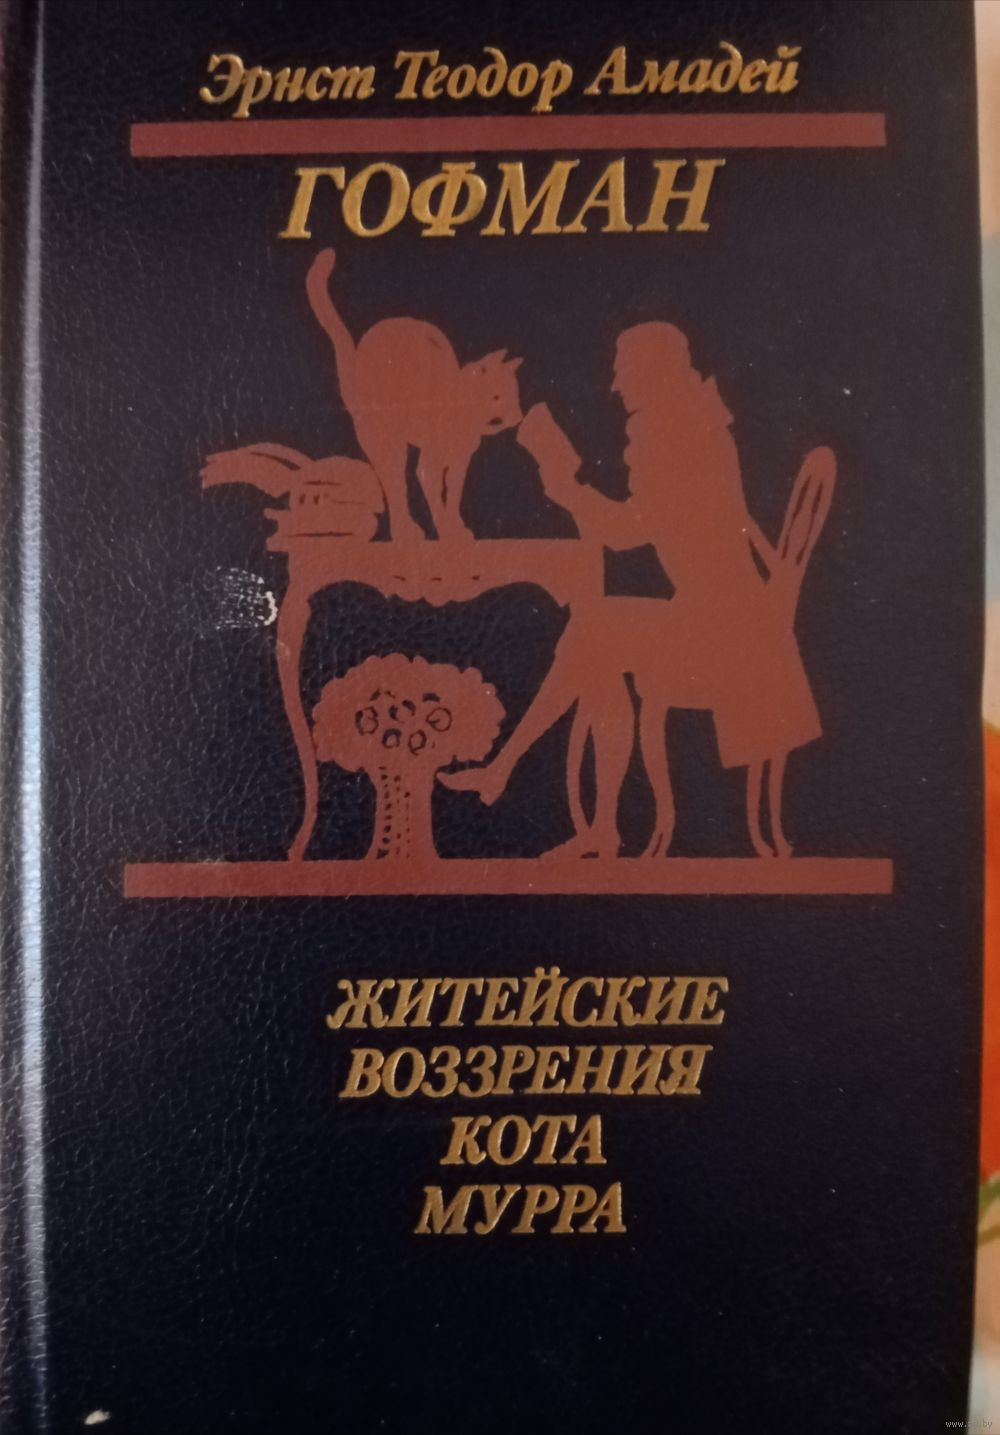 Эрнст Теодор Амадей
ГОФМАН
ЖИТЕЙСКИЕ
ВОЗЗРЕНИЯ
КОТА
МУРРА